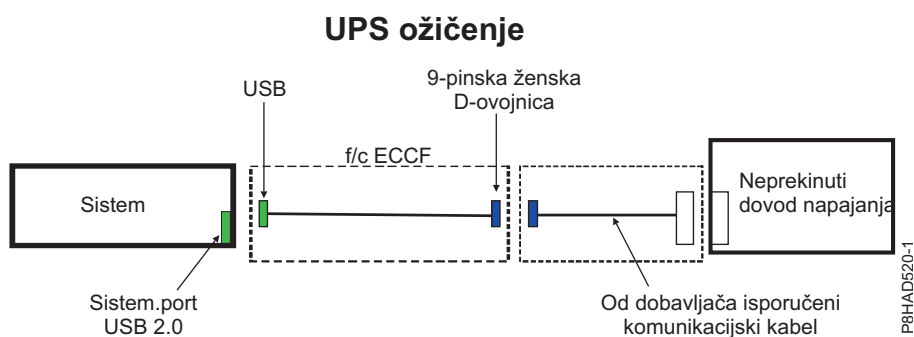 UPS ožičenje
USB
9-pinska ženska
D-ovojnica
f/c ECCF
Sistem
Neprekinuti
dovod napajanja
Sistem.port
USB 2.0
Od dobavljača isporučeni
komunikacijski kabel
P8HAD520-1